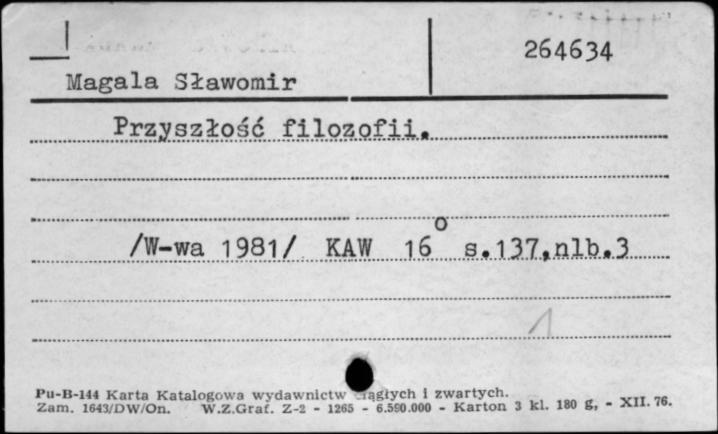 264634
Magala Sławomir
Przyszłość filozofii.
/W-wa 1981/ KAW 16° s.137,nlb.3
1
Pu-B-144 Karta Katalogowa wydawnictw ciągłych i zwartych.
Zam. 1643/DW/On. W.Z.Graf. Z-2 - 1265 - 6.590.000 - Karton 3 kl. 180 g, - XII. 76.